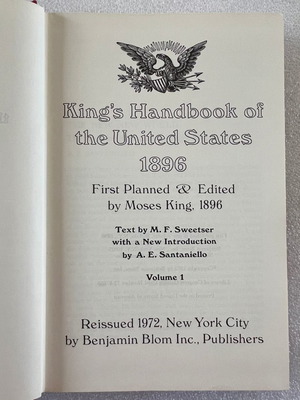 King's Handbook of
the United States
1896
First Planned & Edited
by Moses King, 1896
Text by M. F. Sweetser
with a New Introduction
by A. E. Santaniello
Volume 1
Reissued 1972, New York City
by Benjamin Blom Inc., Publishers